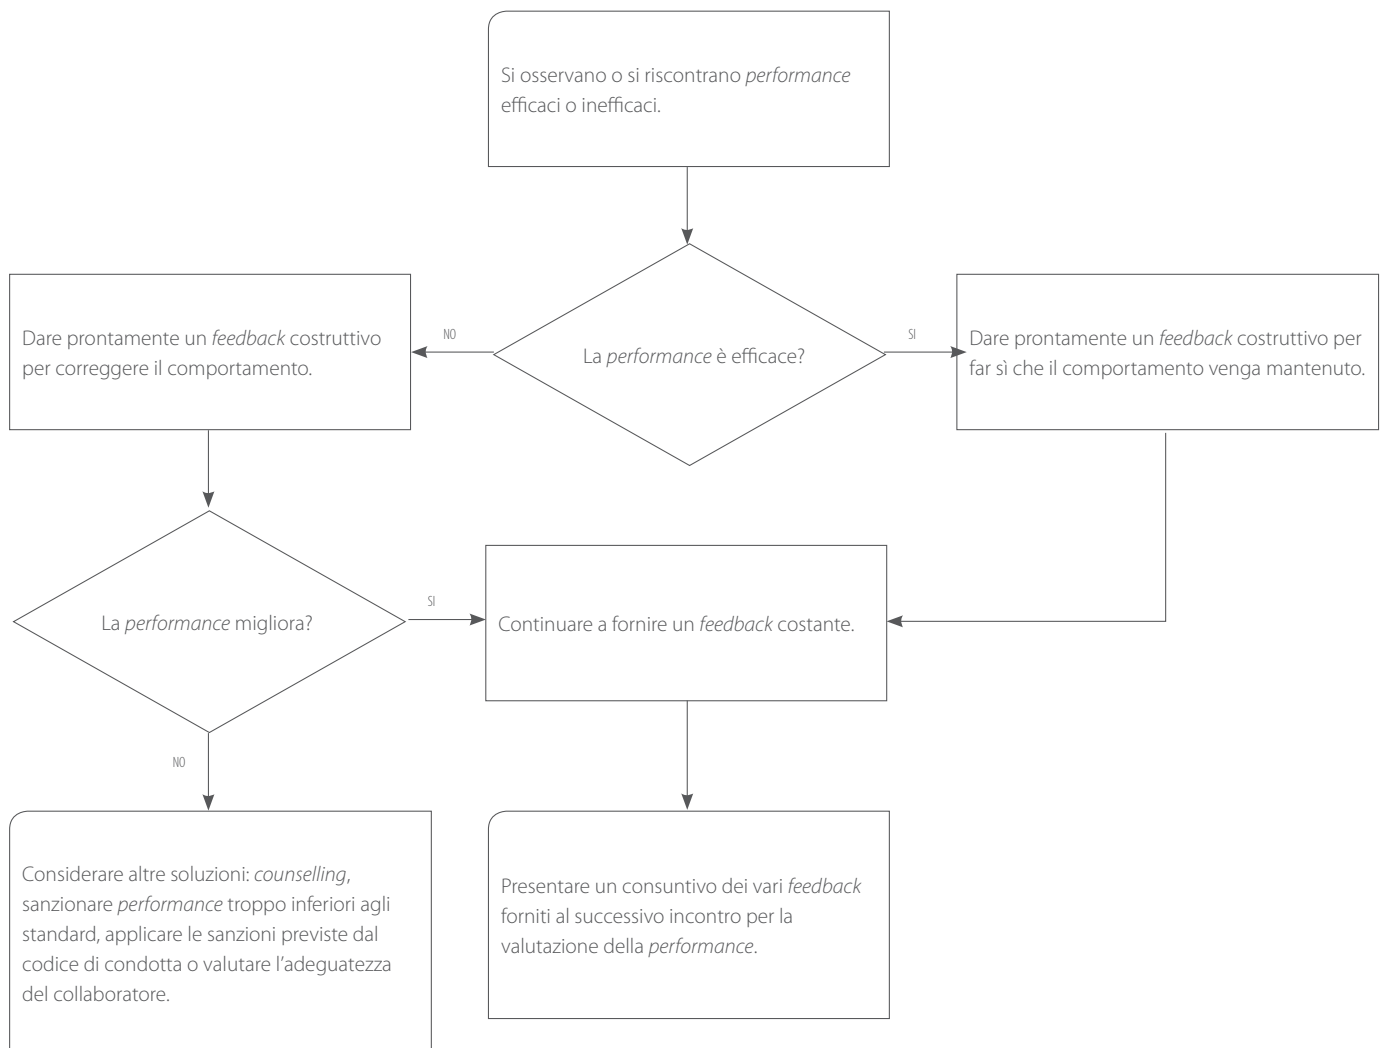 Si osservano o si riscontrano performance
efficaci o inefficaci.
Dare prontamente un feedback costruttivo
per correggere il comportamento.
NO
La performance è efficace?
SI
Dare prontamente un feedback costruttivo per
far sì che il comportamento venga mantenuto.
La performance migliora?
SI
Continuare a fornire un feedback costante.
NO
Considerare altre soluzioni: counselling,
sanzionare performance troppo inferiori agli
standard, applicare le sanzioni previste dal
codice di condotta o valutare l'adeguatezza
del collaboratore.
Presentare un consuntivo dei vari feedback
forniti al successivo incontro per la
valutazione della performance.